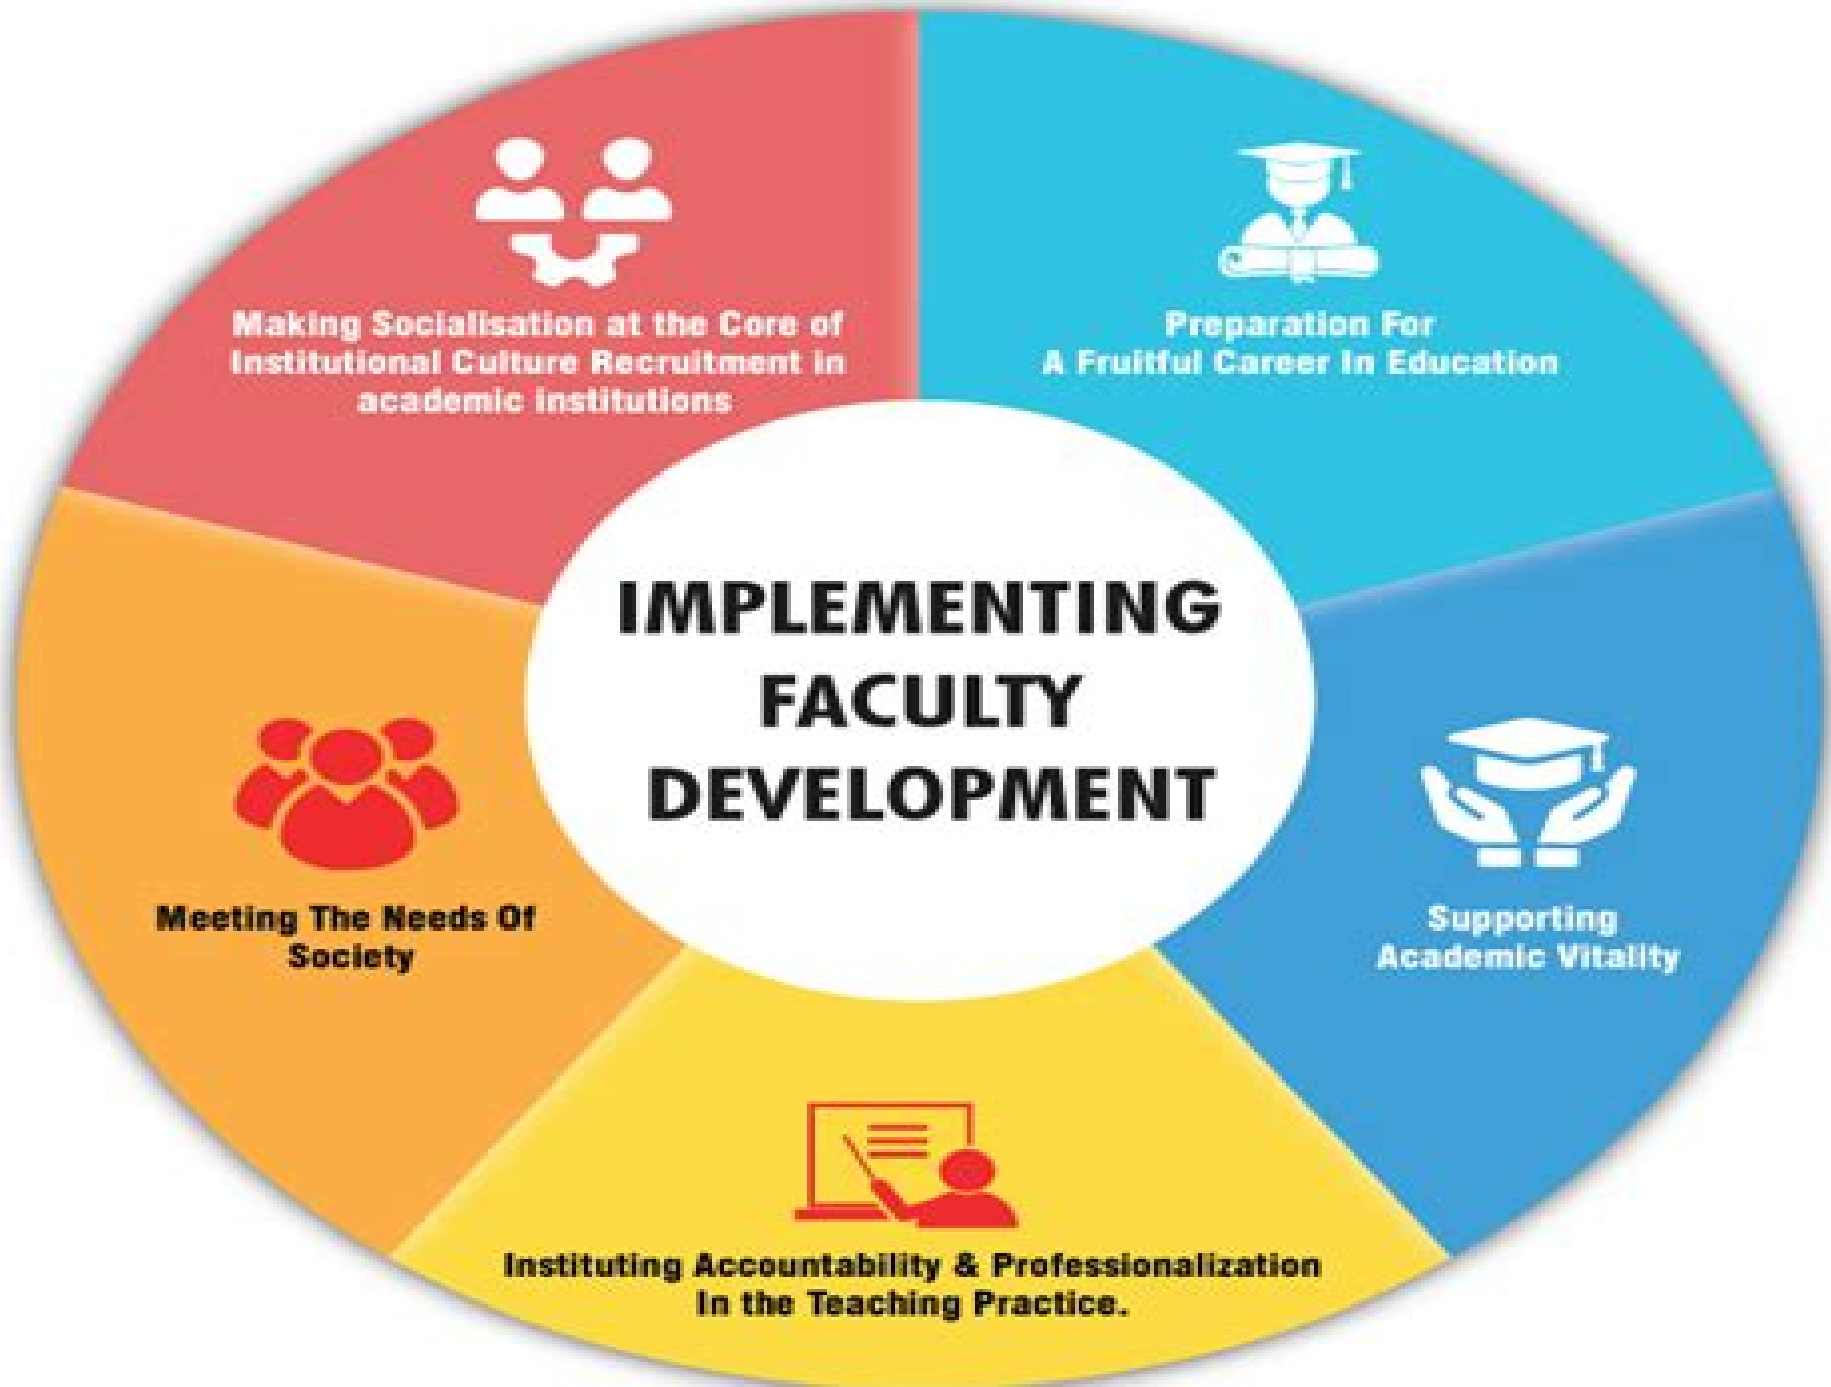 Making Socialisation at the Core of
Institutional Culture Recruitment in
academic institutions
Preparation For
A Fruitful Career In Education
IMPLEMENTING
FACULTY
DEVELOPMENT
Meeting The Needs Of
Society
Supporting
Academic Vitality
Instituting Accountability & Professionalization
In the Teaching Practice.